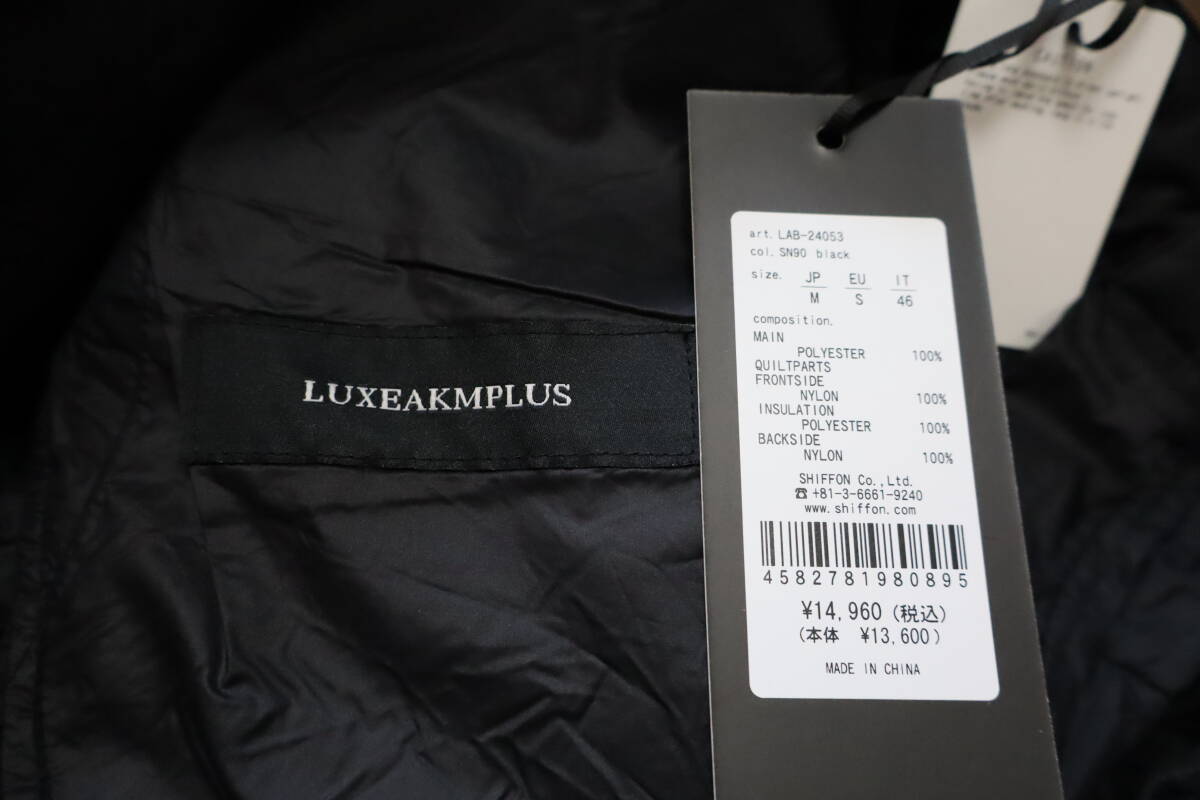 LUXEAKMPLUS
art. LAB-24053
col. SN90 black
size. JP EU IT
M S 46
composition.
MAIN
POLYESTER 100%
QUILTPARTS
FRONTSIDE
NYLON 100%
INSULATION
POLYESTER 100%
BACKSIDE
NYLON 100%
SHIFFON Co.,Ltd.
☎ +81-3-6661-9240
www.shiffon.com
4582781980895
¥14,960 (税込)
(本体 ¥13,600)
MADE IN CHINA